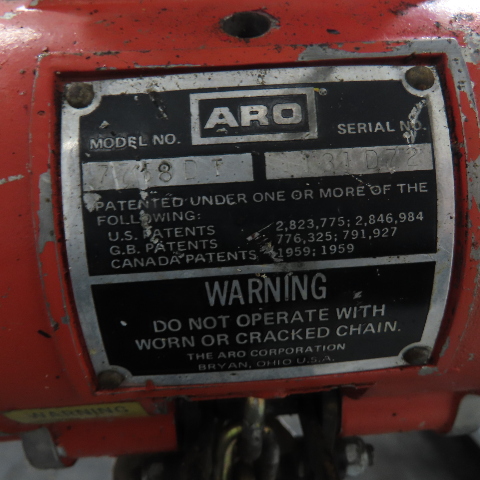 ARO
MODEL NO. SERIAL NO.
PATENTED UNDER ONE OR MORE OF THE
FOLLOWING:
U.S. PATENTS 2,823,775; 2,846,984
G.B. PATENTS 776,325; 791,927
CANADA PATENTS 1959; 1959
WARNING
DO NOT OPERATE WITH
WORN OR CRACKED CHAIN.
THE ARO CORPORATION
BRYAN, OHIO U.S.A.
WARNING